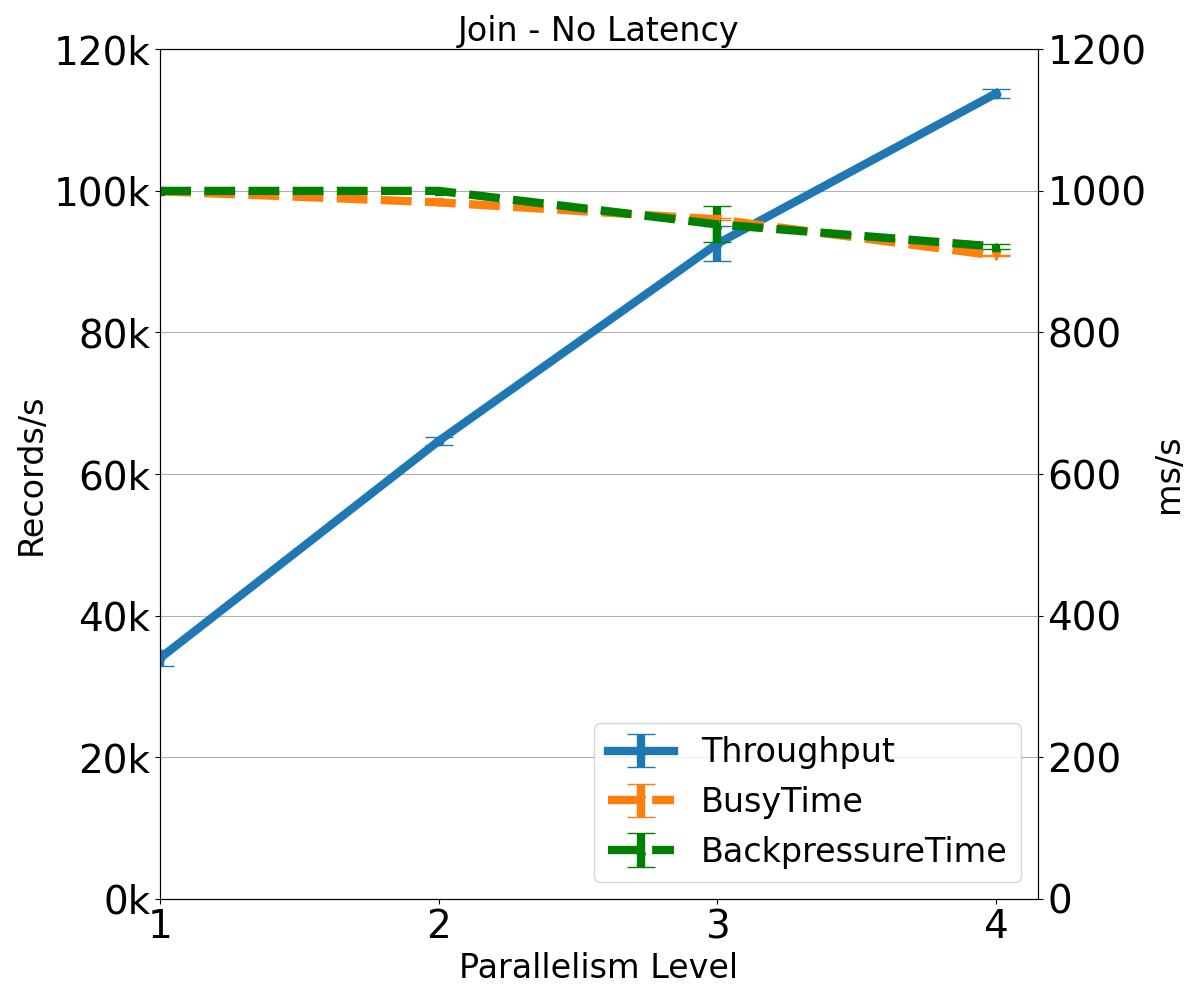 Join - No Latency
120k
100k
80k
60k
40k
20k
0k
Records/s
1200
1000
800
600
400
200
0
ms/s
1 2 3 4
Parallelism Level
Throughput
BusyTime
BackpressureTime